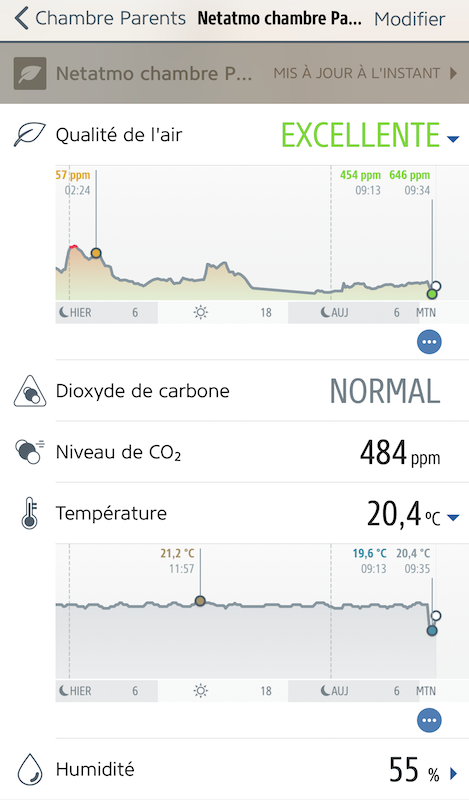 Chambre Parents Netatmo chambre Pa... Modifier
Netatmo chambre P... MIS À JOUR À L'INSTANT
Qualité de l'air EXCELLENTE
57 ppm 454 ppm 646 ppm
02:24 09:13 09:34
HIER 6 18 AUJ 6 MTN
Dioxyde de carbone NORMAL
Niveau de CO₂ 484 ppm
Température 20,4 °C
21,2 °C 19,6 °C 20,4 °C
11:57 09:13 09:35
HIER 6 18 AUJ 6 MTN
Humidité 55 %